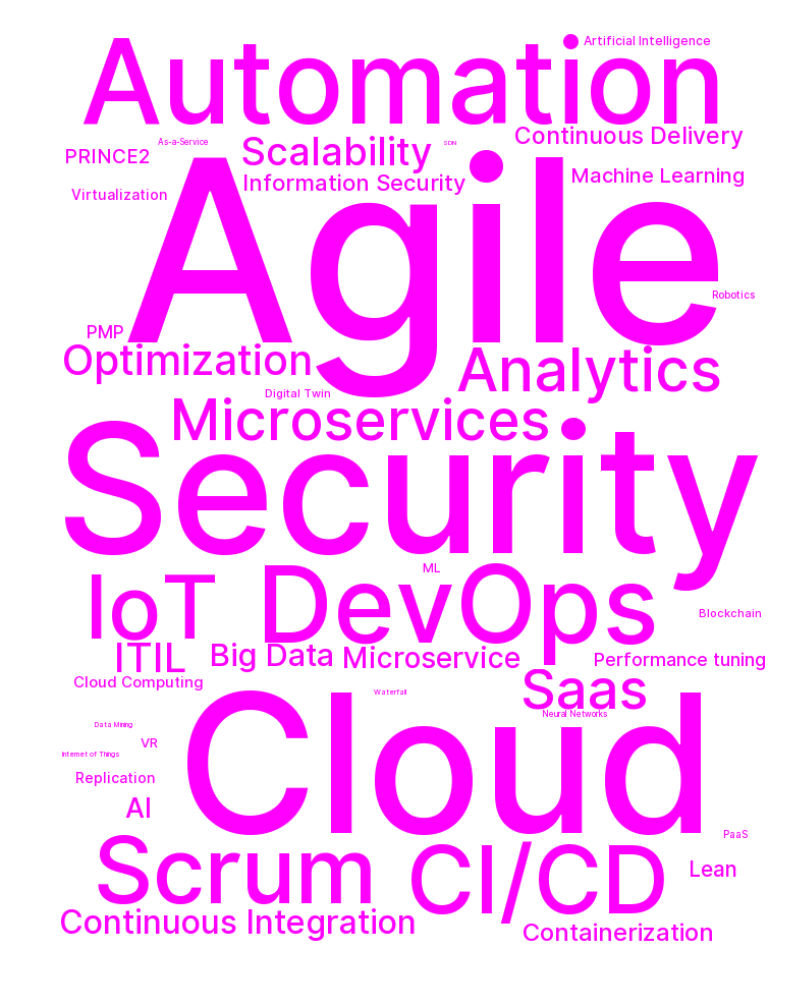 Artificial Intelligence
Automation
Continuous Delivery
As-a-Service
SDN
Scalability
PRINCE2
Machine Learning
Information Security
Virtualization
Agile
Robotics
PMP
Optimization
Analytics
Digital Twin
Microservices
Security
ML
IoT
DevOps
Blockchain
ITIL
Big Data
Microservice
Performance tuning
Cloud Computing
Saas
Waterfall
Neural Networks
Data Mining
VR
Internet of Things
Cloud
Replication
AI
PaaS
Scrum
CI/CD
Lean
Continuous Integration
Containerization